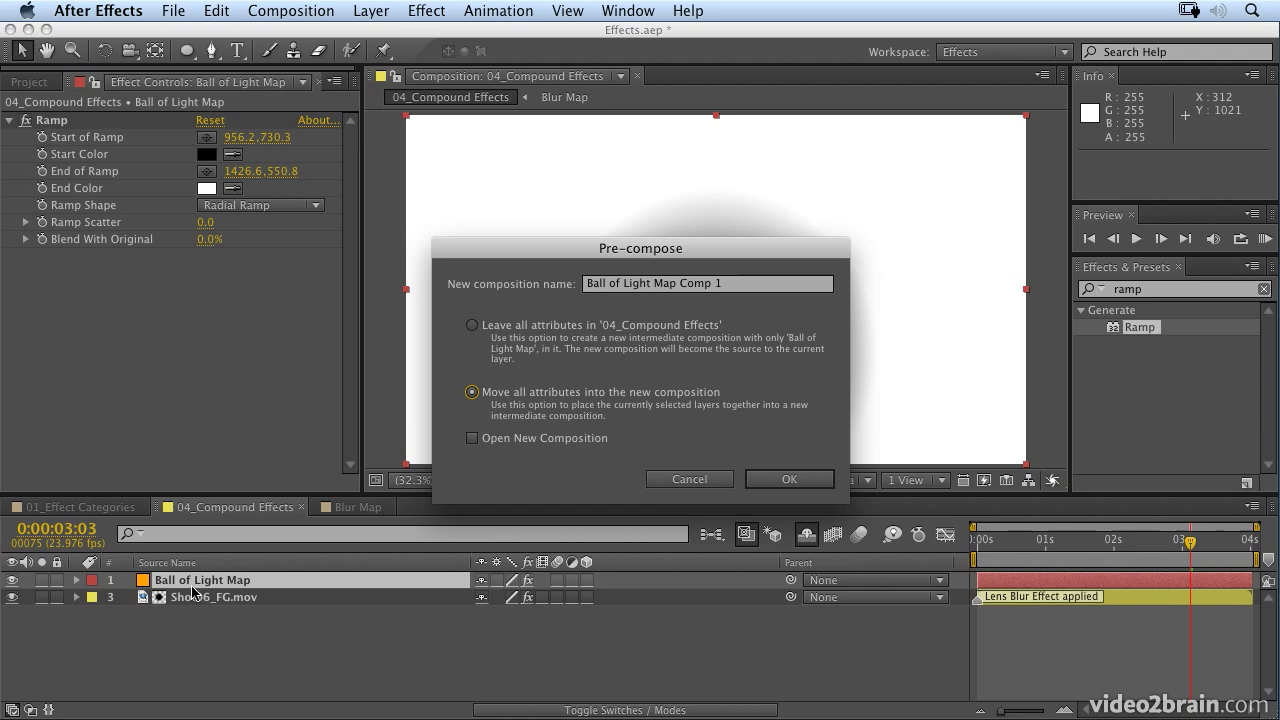 After Effects File Edit Composition Layer Effect Animation View Window Help
Effects.aep *
Workspace: Effects
Search Help
Project
Effect Controls: Ball of Light Map
Composition: 04_Compound Effects
Info
04_Compound Effects • Ball of Light Map
04_Compound Effects
Blur Map
R : 255
G : 255
B : 255
A : 255
X : 312
Y : 1021
fx Ramp Reset About...
Start of Ramp 956.2,730.3
Start Color
End of Ramp 1426.6,550.8
End Color
Ramp Shape Radial Ramp
Ramp Scatter 0.0
Blend With Original 0.0%
Preview
Effects & Presets
ramp
Generate
Ramp
Pre-compose
New composition name: Ball of Light Map Comp 1
Leave all attributes in '04_Compound Effects'
Use this option to create a new intermediate composition with only 'Ball of
Light Map', in it. The new composition will become the source to the current
layer.
Move all attributes into the new composition
Use this option to place the currently selected layers together into a new
intermediate composition.
Open New Composition
Cancel
OK
(32.3%
1 View
01_Effect Categories
04_Compound Effects
Blur Map
0:00:03:03
00075 (23.976 fps)
):00s 01s 02s 03 04s
# Source Name
fx
Parent
1 Ball of Light Map fx None
3 fx None
Lens Blur Effect applied
Toggle Switches / Modes
video2brain.com